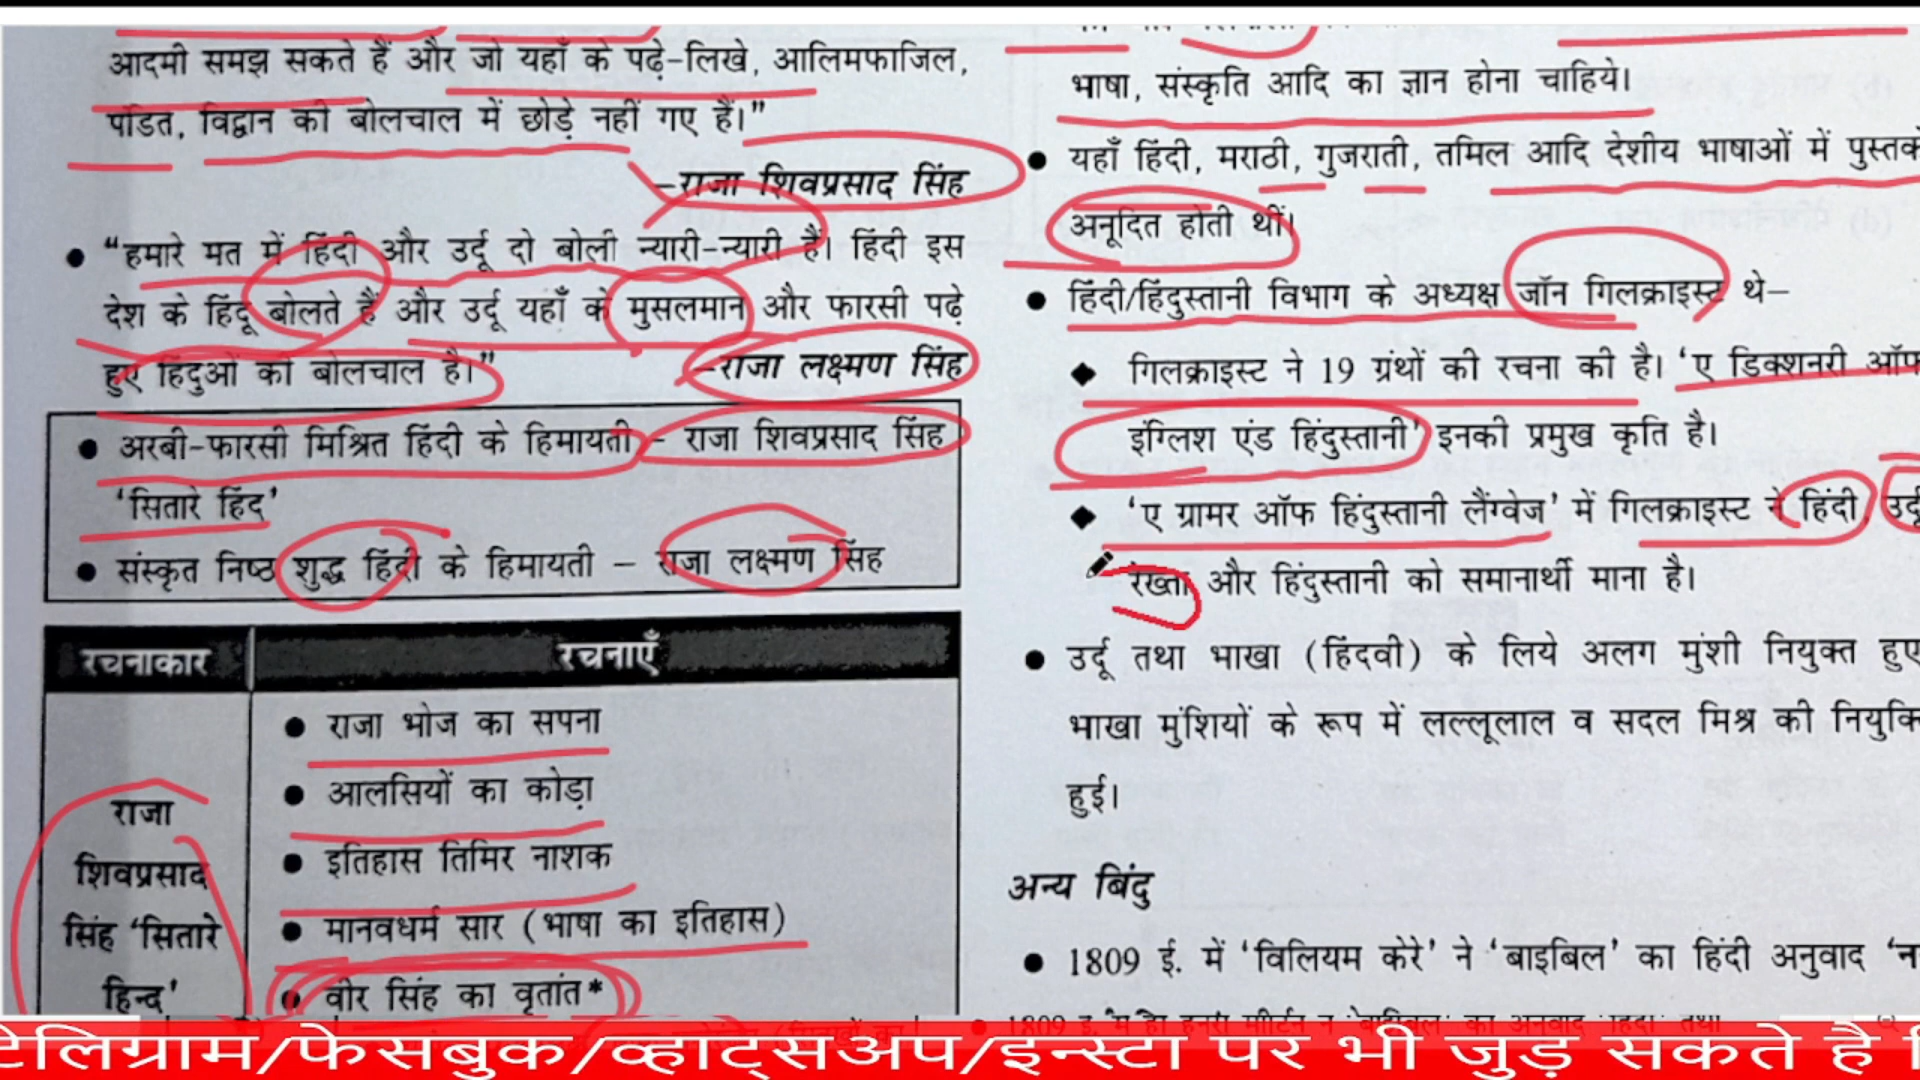 आदमी समझ सकते हैं और जो यहाँ के पढ़े-लिखे, आलिमफाजिल,
पंडित, विद्वान की बोलचाल में छोड़े नहीं गए हैं।”
–राजा शिवप्रसाद सिंह
● “हमारे मत में हिंदी और उर्दू दो बोली न्यारी-न्यारी हैं। हिंदी इस
देश के हिंदू बोलते हैं और उर्दू यहाँ के मुसलमान और फारसी पढ़े
हुए हिंदुओं की बोलचाल है।”
–राजा लक्ष्मण सिंह
● अरबी-फारसी मिश्रित हिंदी के हिमायती – राजा शिवप्रसाद सिंह
‘सितारे हिंद’
● संस्कृत निष्ठ शुद्ध हिंदी के हिमायती – राजा लक्ष्मण सिंह
रचनाकार रचनाएँ
राजा
शिवप्रसाद
सिंह ‘सितारे
हिन्द’
● राजा भोज का सपना
● आलसियों का कोड़ा
● इतिहास तिमिर नाशक
● मानवधर्म सार (भाषा का इतिहास)
● वीर सिंह का वृतांत*
भाषा, संस्कृति आदि का ज्ञान होना चाहिये।
● यहाँ हिंदी, मराठी, गुजराती, तमिल आदि देशीय भाषाओं में पुस्तकें
अनूदित होती थीं।
● हिंदी/हिंदुस्तानी विभाग के अध्यक्ष जॉन गिलक्राइस्ट थे–
◆ गिलक्राइस्ट ने 19 ग्रंथों की रचना की है। ‘ए डिक्शनरी ऑफ
इंग्लिश एंड हिंदुस्तानी’ इनकी प्रमुख कृति है।
◆ ‘ए ग्रामर ऑफ हिंदुस्तानी लैंग्वेज’ में गिलक्राइस्ट ने हिंदी, उर्दू
रेख्ता और हिंदुस्तानी को समानार्थी माना है।
● उर्दू तथा भाखा (हिंदवी) के लिये अलग मुंशी नियुक्त हुए
भाखा मुंशियों के रूप में लल्लूलाल व सदल मिश्र की नियुक्ति
हुई।
अन्य बिंदु
● 1809 ई. में ‘विलियम केरे’ ने ‘बाइबिल’ का हिंदी अनुवाद ‘न
टेलिग्राम/फेसबुक/व्हाट्सअप/इन्स्टा पर भी जुड़ सकते है